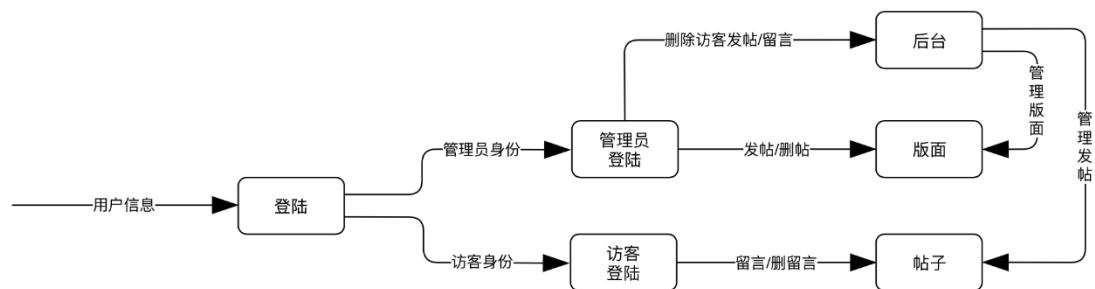 删除访客发帖/留言
后台
管
理
版
面
管
理
发
帖
管理员身份
管理员
登陆
发帖/删帖
版面
用户信息
登陆
访客身份
访客
登陆
留言/删留言
帖子